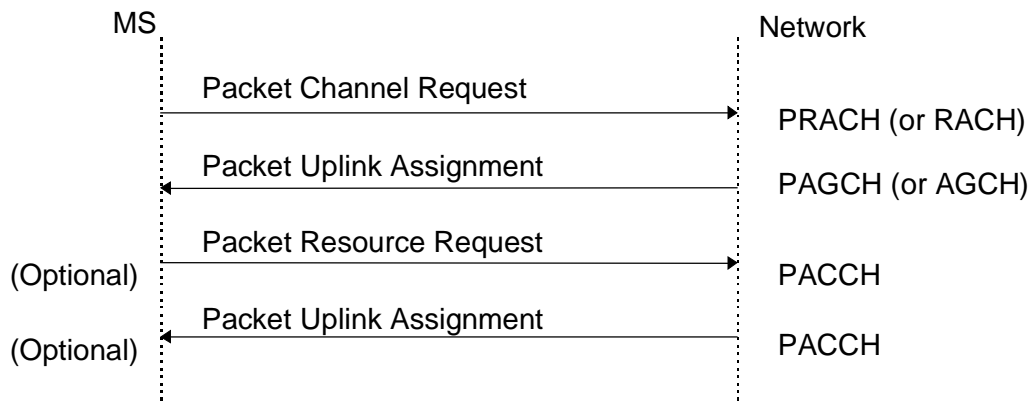 MS
Network
Packet Channel Request
PRACH (or RACH)
Packet Uplink Assignment
PAGCH (or AGCH)
Packet Resource Request
(Optional)
PACCH
Packet Uplink Assignment
(Optional)
PACCH